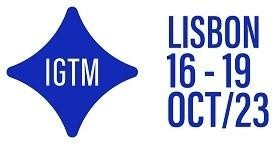 IGTM
LISBON
16 - 19
OCT/23